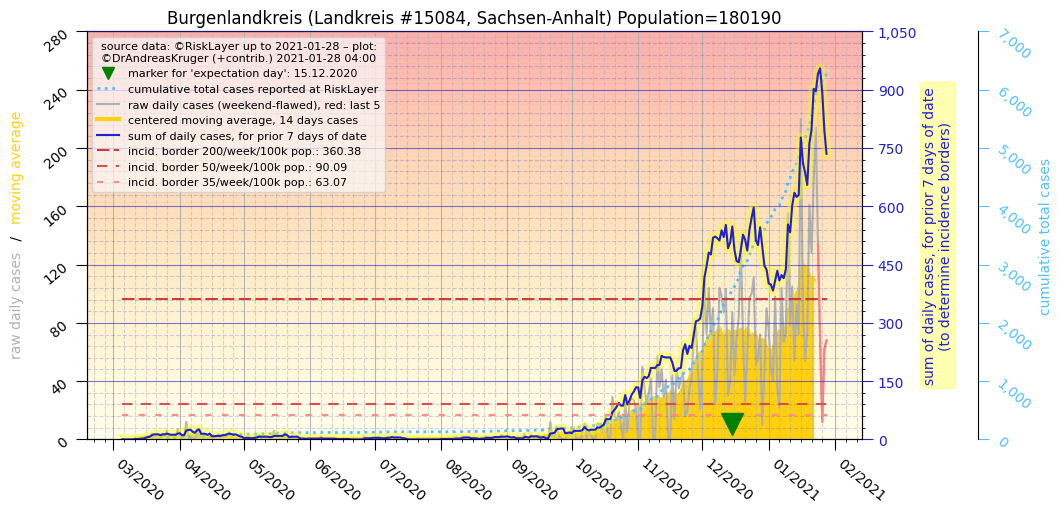 Burgenlandkreis (Landkreis #15084, Sachsen-Anhalt) Population=180190
source data: ©RiskLayer up to 2021-01-28 – plot:
©DrAndreasKruger (+contrib.) 2021-01-28 04:00
marker for 'expectation day': 15.12.2020
cumulative total cases reported at RiskLayer
raw daily cases (weekend-flawed), red: last 5
centered moving average, 14 days cases
sum of daily cases, for prior 7 days of date
incid. border 200/week/100k pop.: 360.38
incid. border 50/week/100k pop.: 90.09
incid. border 35/week/100k pop.: 63.07
raw daily cases / moving average
280
240
200
160
120
80
40
0
03/2020
04/2020
05/2020
06/2020
07/2020
08/2020
09/2020
10/2020
11/2020
12/2020
01/2021
02/2021
1,050
900
750
600
450
300
150
0
sum of daily cases, for prior 7 days of date
(to determine incidence borders)
7,000
6,000
5,000
4,000
3,000
2,000
1,000
0
cumulative total cases